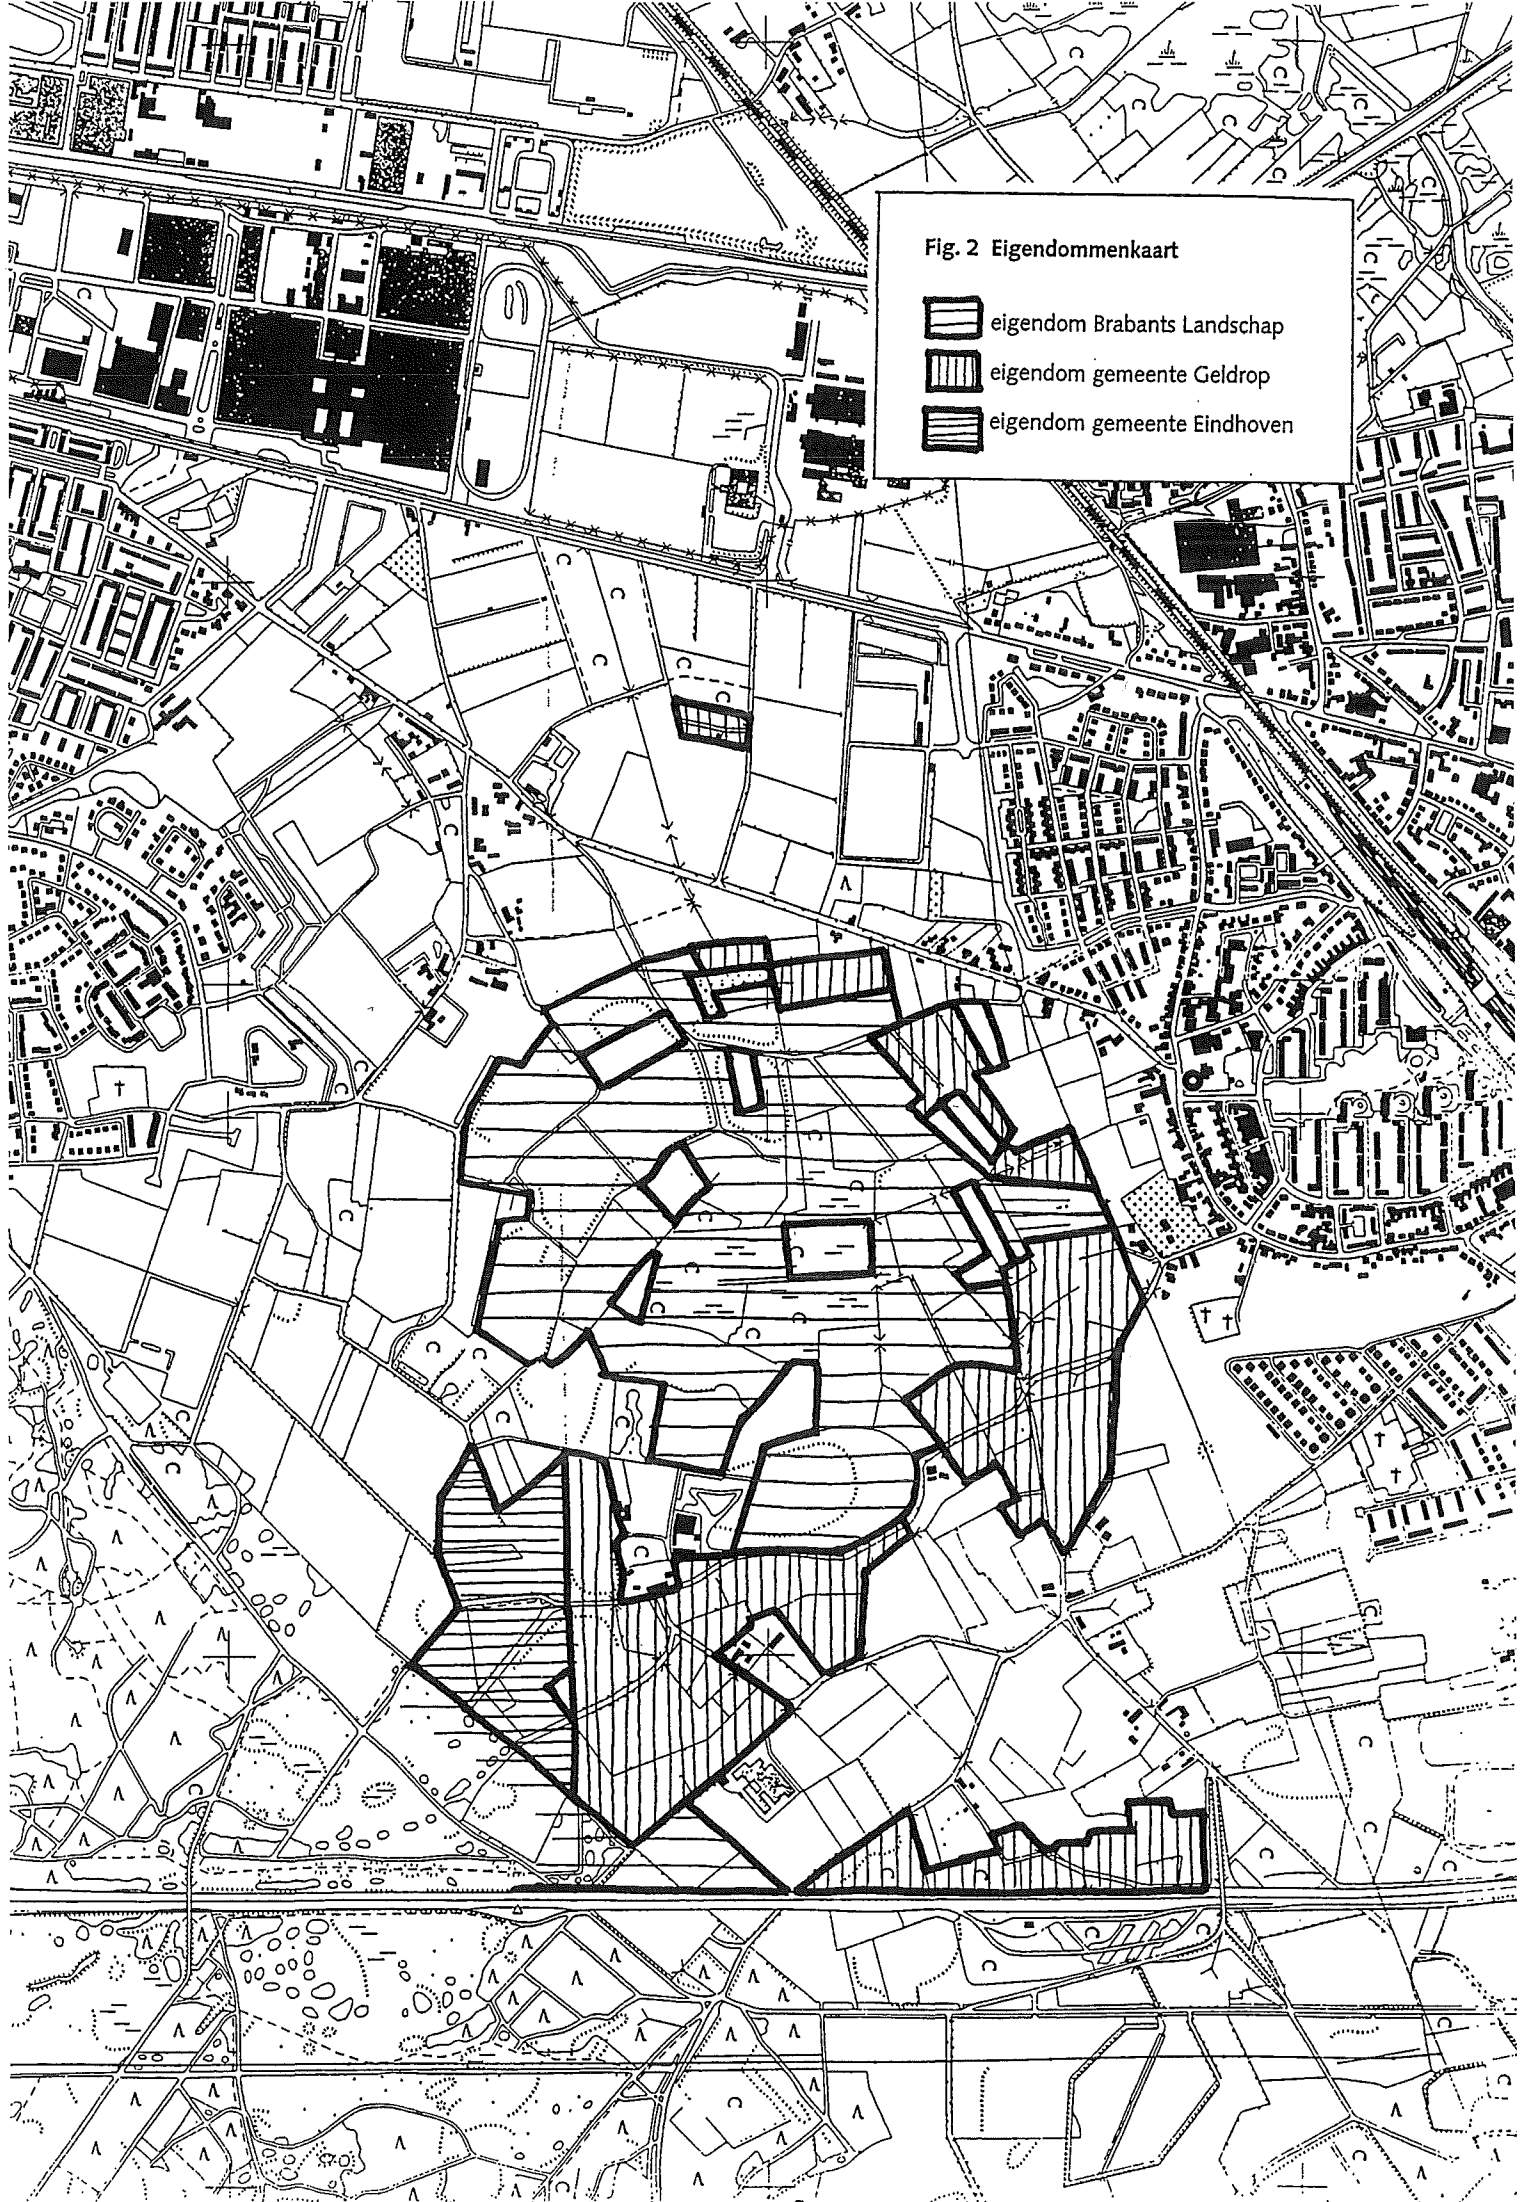 Fig. 2 Eigendommenkaart
eigendom Brabants Landschap
eigendom gemeente Geldrop
eigendom gemeente Eindhoven